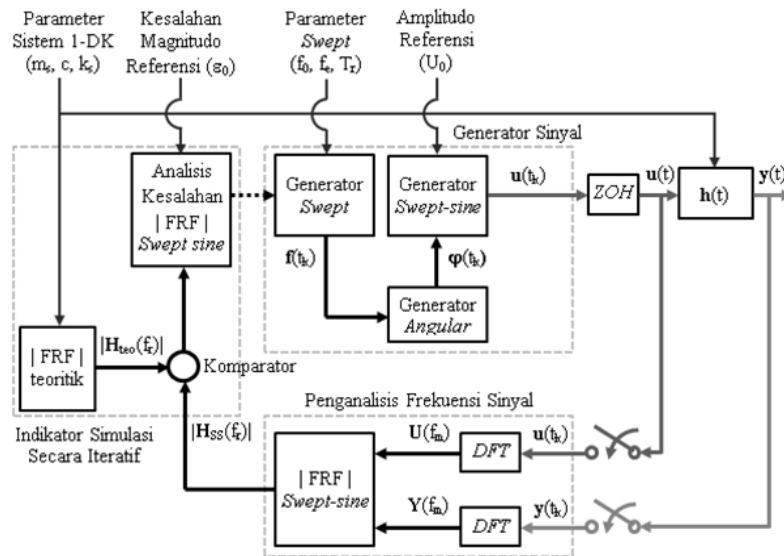 Parameter
Sistem 1-DK
(mₛ, c, kₛ)
Kesalahan
Magnitudo
Referensi (ε₀)
Parameter
Swept
(f₀, fₑ, Tᵣ)
Amplitudo
Referensi
(U₀)
Generator Sinyal
Analisis
Kesalahan
| FRF |
Swept sine
Generator
Swept
Generator
Swept-sine
u(tₖ)
ZOH
u(t)
h(t)
y(t)
f(tₖ)
φ(tₖ)
Generator
Angular
| FRF |
teoritik
|Hteo(fᵣ)|
Komparator
Indikator Simulasi
Secara Iteratif
|HSS(fᵣ)|
Penganalisis Frekuensi Sinyal
| FRF |
Swept-sine
U(fₘ)
DFT
u(tₖ)
Y(fₘ)
DFT
y(tₖ)